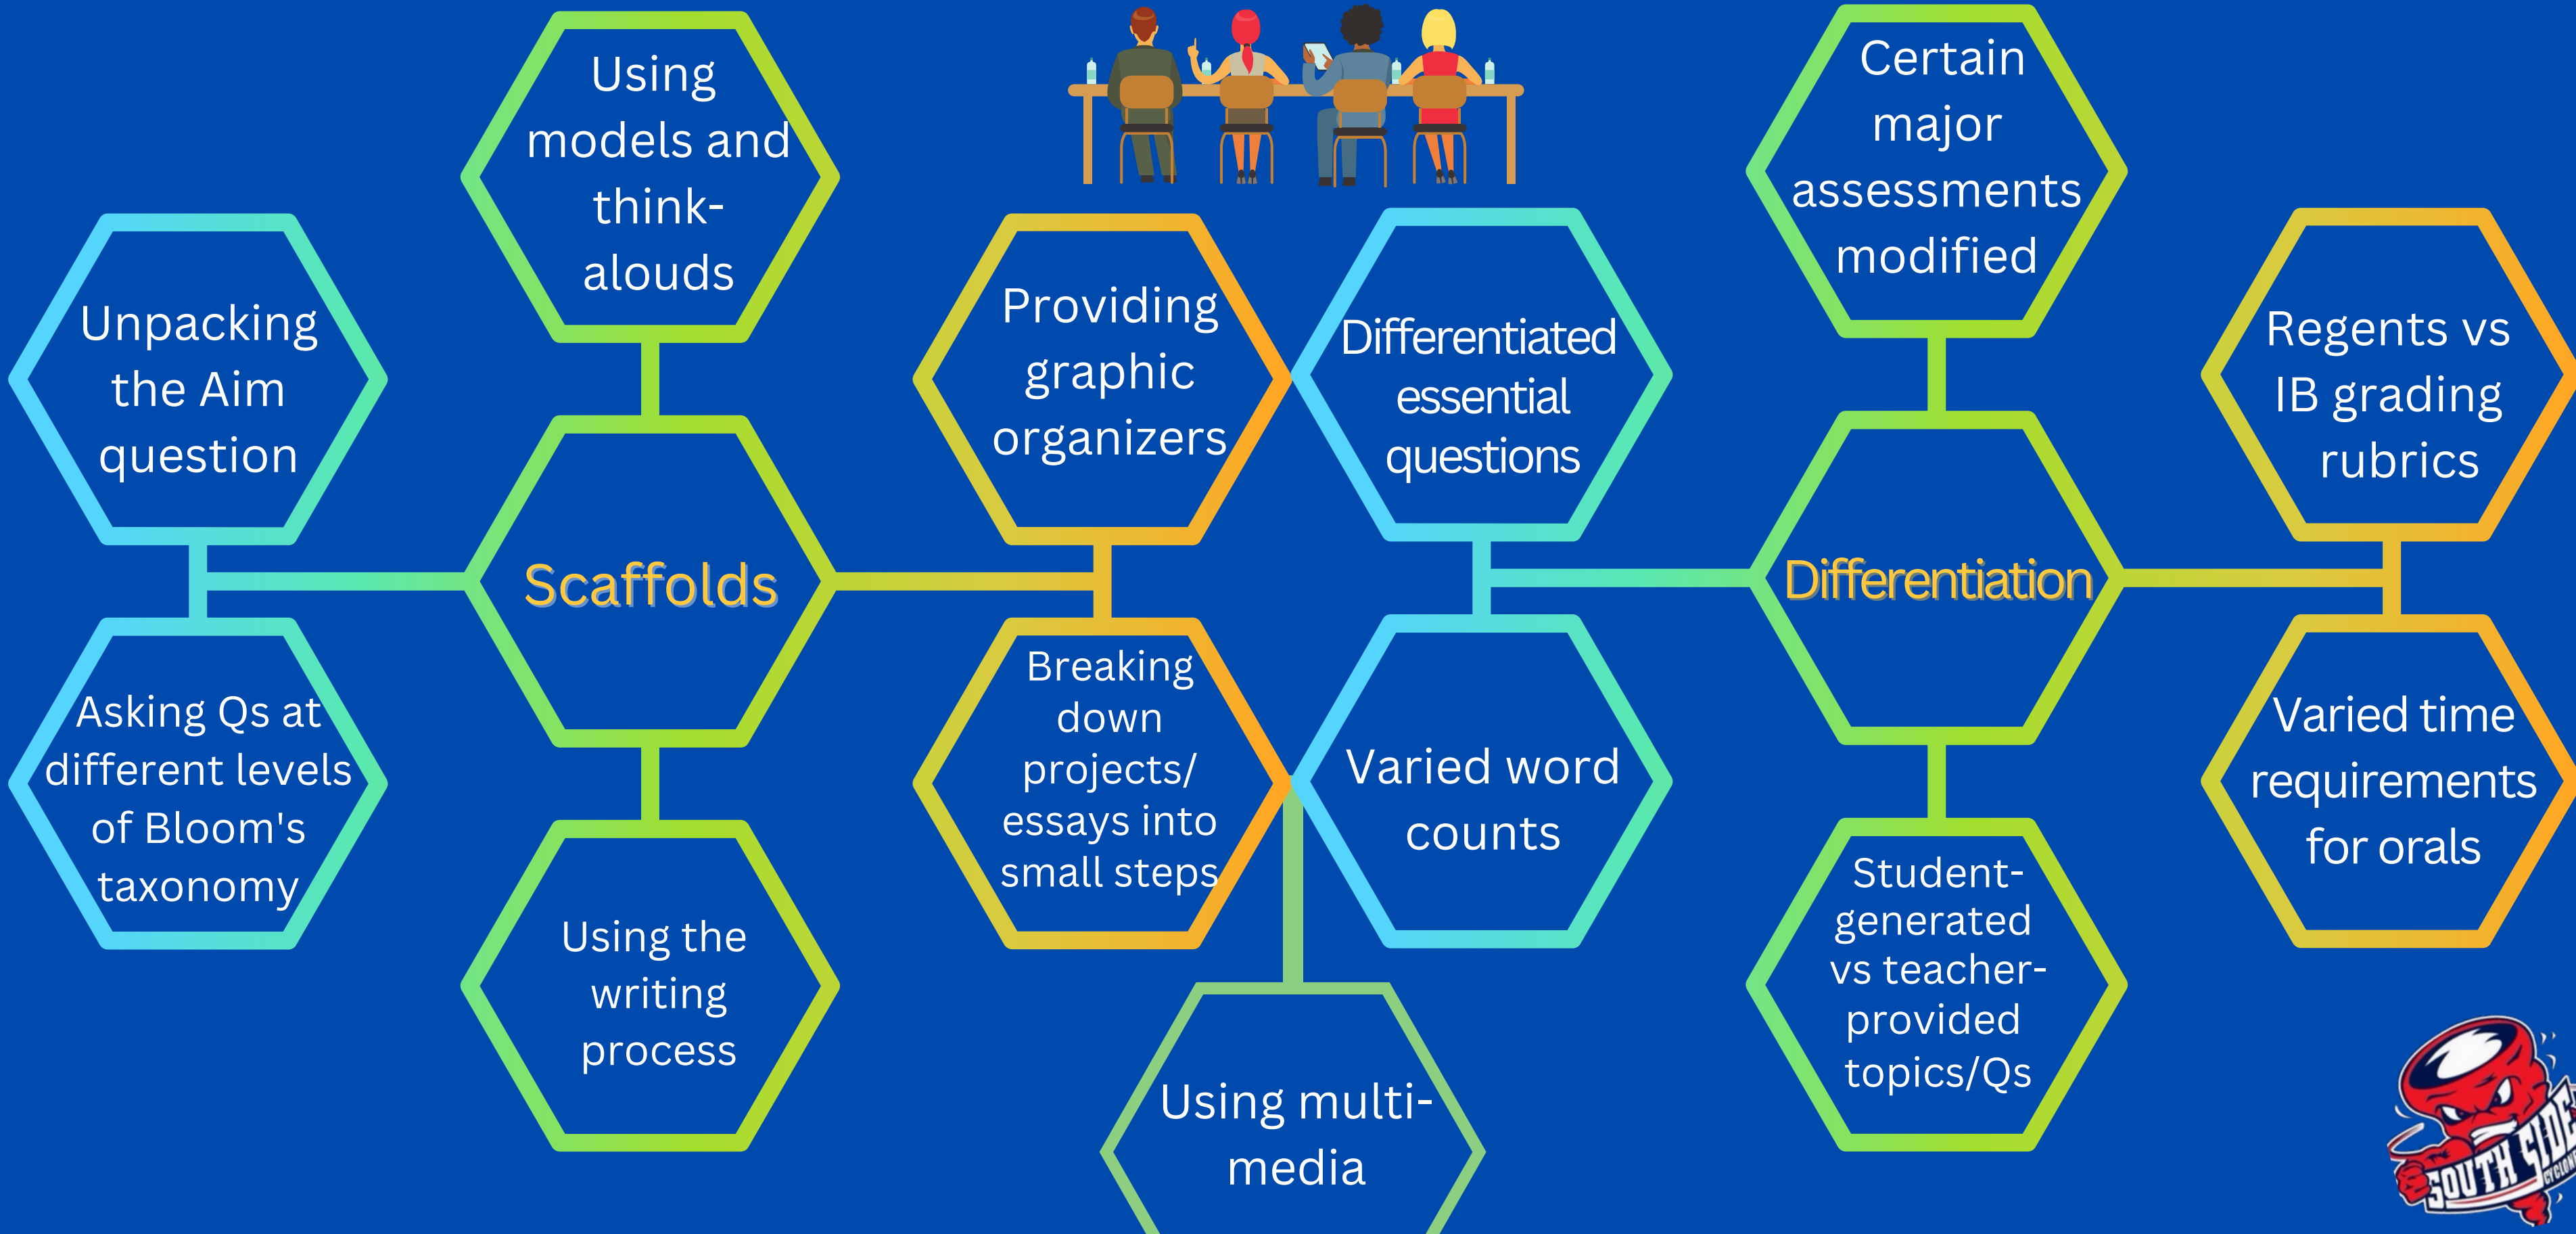 Using
models and
think-
alouds
Unpacking
the Aim
question
Scaffolds
Asking Qs at
different levels
of Bloom's
taxonomy
Using the
writing
process
Providing
graphic
organizers
Breaking
down
projects/
essays into
small steps
Using multi-
media
Differentiated
essential
questions
Varied word
counts
Certain
major
assessments
modified
Differentiation
Student-
generated
vs teacher-
provided
topics/Qs
Regents vs
IB grading
rubrics
Varied time
requirements
for orals
SOUTH SIDE